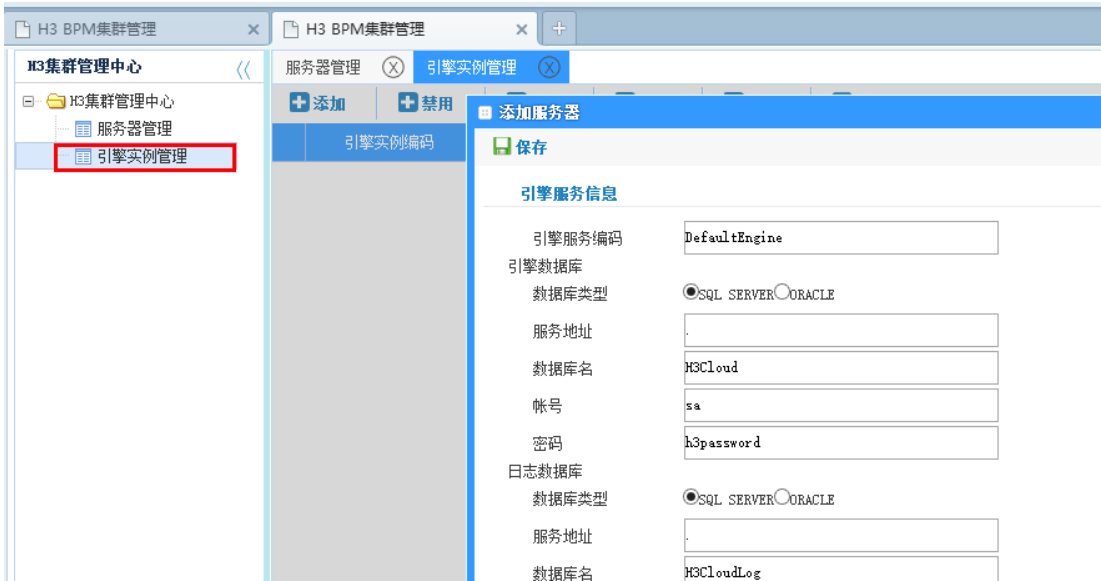 H3 BPM集群管理
H3 BPM集群管理
H3集群管理中心
服务器管理
引擎实例管理
H3集群管理中心
服务器管理
引擎实例管理
添加
禁用
引擎实例编码
添加服务器
保存
引擎服务信息
引擎服务编码 DefaultEngine
引擎数据库
数据库类型 SQL SERVER ORACLE
服务地址 .
数据库名 H3Cloud
帐号 sa
密码 h3password
日志数据库
数据库类型 SQL SERVER ORACLE
服务地址 .
数据库名 H3CloudLog